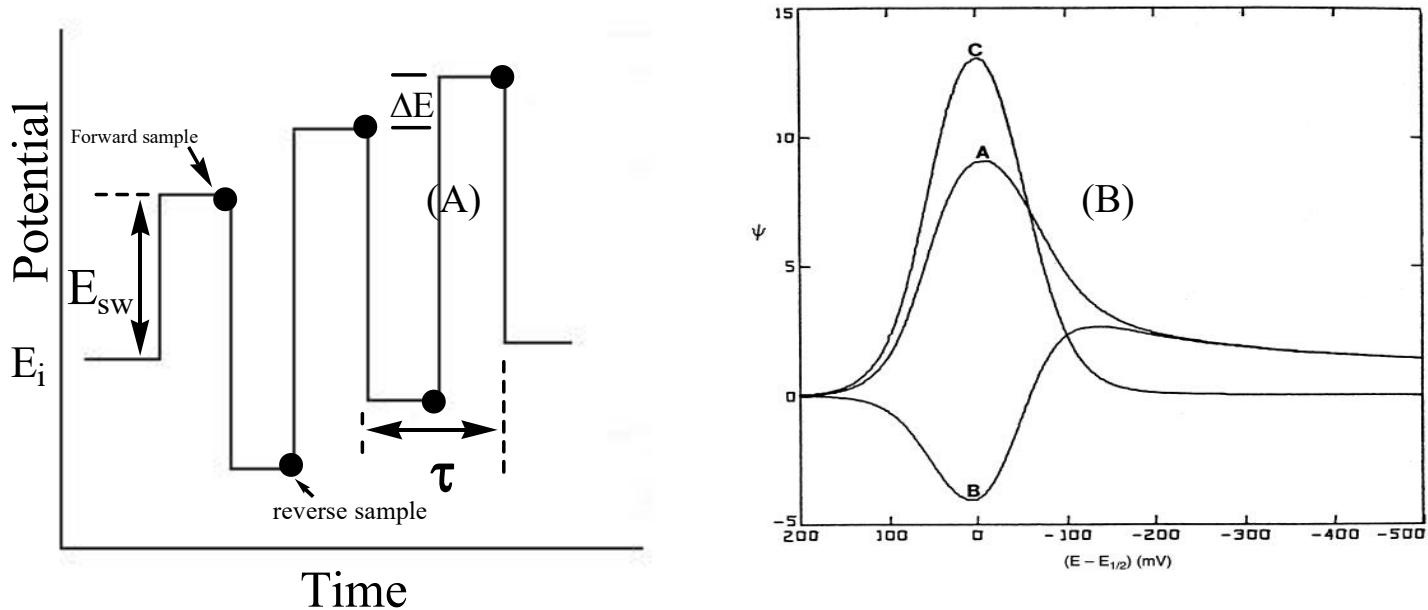 Potential
Forward sample
E_sw
E_i
ΔE
(A)
τ
reverse sample
Time
15
10
5
0
-5
ψ
C
A
B
(B)
200 100 0 -100 -200 -300 -400 -500
(E – E_1/2) (mV)